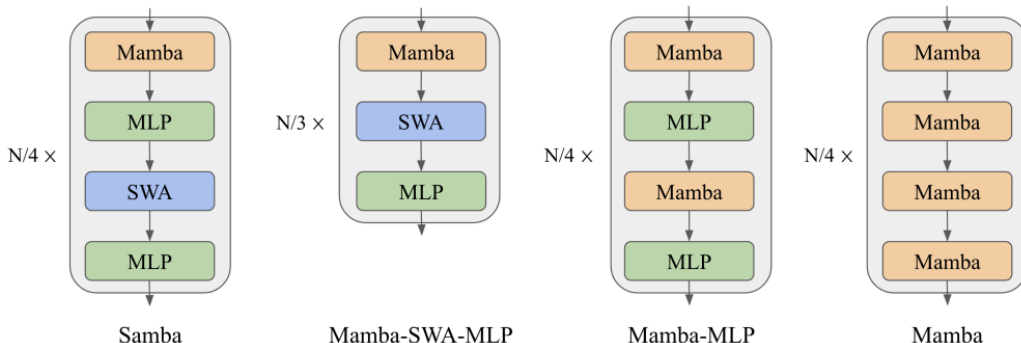 N/4 ×
Mamba
MLP
SWA
MLP
Samba
N/3 ×
Mamba
SWA
MLP
Mamba-SWA-MLP
N/4 ×
Mamba
MLP
Mamba
MLP
Mamba-MLP
N/4 ×
Mamba
Mamba
Mamba
Mamba
Mamba